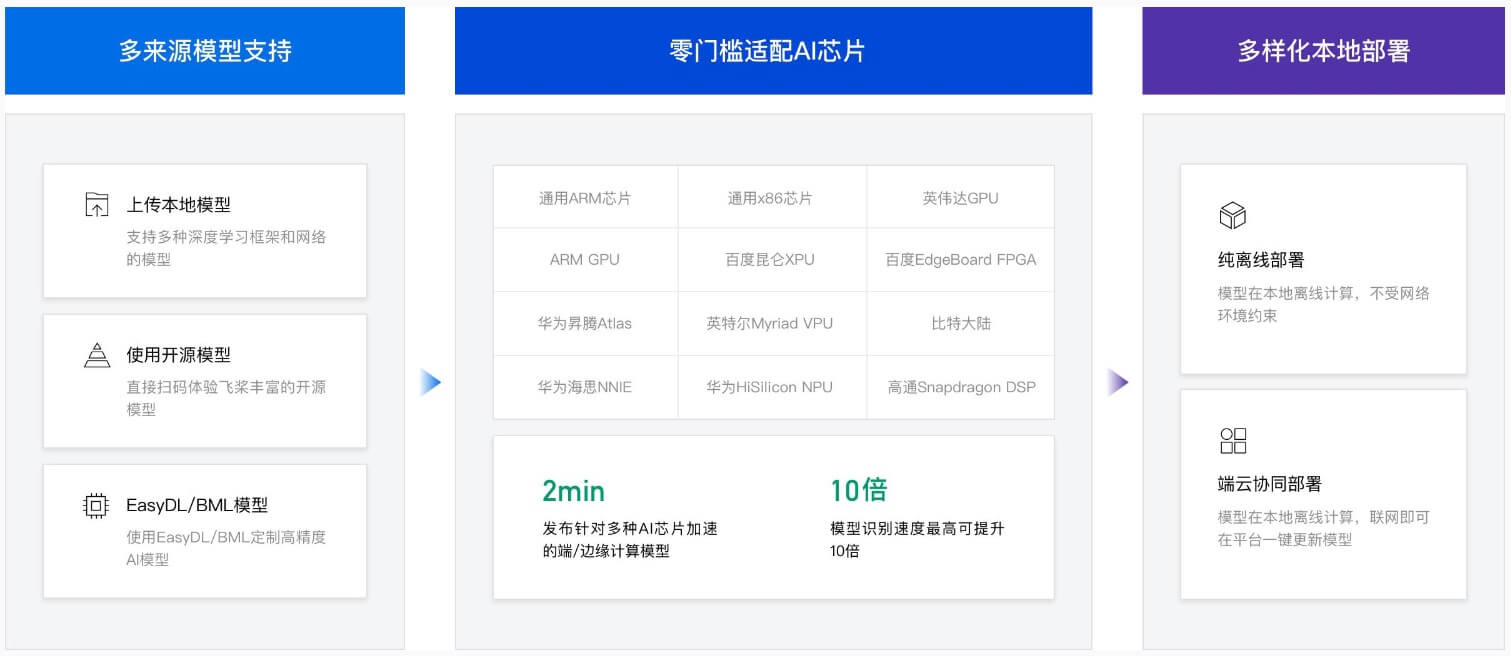 多来源模型支持
上传本地模型
支持多种深度学习框架和网络
的模型
使用开源模型
直接扫码体验飞桨丰富的开源
模型
EasyDL/BML模型
使用EasyDL/BML定制高精度
AI模型
零门槛适配AI芯片
通用ARM芯片
通用x86芯片
英伟达GPU
ARM GPU
百度昆仑XPU
百度EdgeBoard FPGA
华为昇腾Atlas
英特尔Myriad VPU
比特大陆
华为海思NNIE
华为HiSilicon NPU
高通Snapdragon DSP
2min
发布针对多种AI芯片加速
的端/边缘计算模型
10倍
模型识别速度最高可提升
10倍
多样化本地部署
纯离线部署
模型在本地离线计算，不受网络
环境约束
端云协同部署
模型在本地离线计算，联网即可
在平台一键更新模型